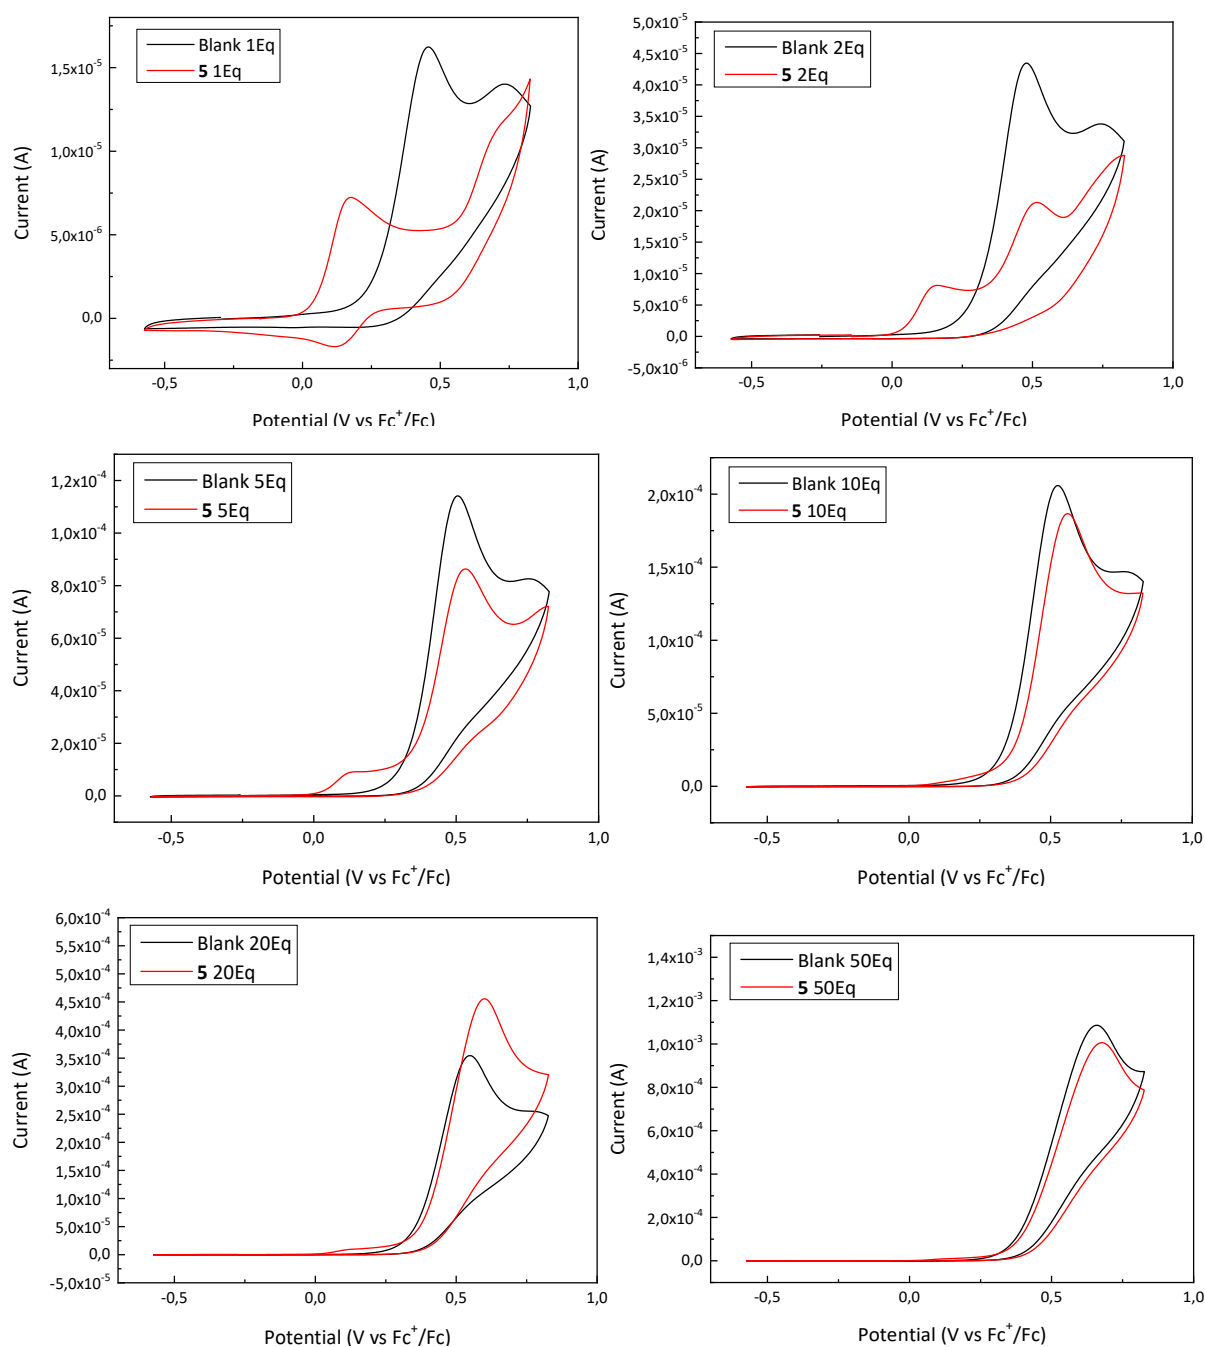 Blank 1Eq
5 1Eq
1,5x10⁻⁵
1,0x10⁻⁵
5,0x10⁻⁶
0,0
Current (A)
-0,5 0,0 0,5 1,0
Potential (V vs Fc⁺/Fc)
Blank 2Eq
5 2Eq
5,0x10⁻⁵
4,5x10⁻⁵
4,0x10⁻⁵
3,5x10⁻⁵
3,0x10⁻⁵
2,5x10⁻⁵
2,0x10⁻⁵
1,5x10⁻⁵
1,0x10⁻⁵
5,0x10⁻⁶
0,0
-5,0x10⁻⁶
Current (A)
-0,5 0,0 0,5 1,0
Potential (V vs Fc⁺/Fc)
Blank 5Eq
5 5Eq
1,2x10⁻⁴
1,0x10⁻⁴
8,0x10⁻⁵
6,0x10⁻⁵
4,0x10⁻⁵
2,0x10⁻⁵
0,0
Current (A)
-0,5 0,0 0,5 1,0
Potential (V vs Fc⁺/Fc)
Blank 10Eq
5 10Eq
2,0x10⁻⁴
1,5x10⁻⁴
1,0x10⁻⁴
5,0x10⁻⁵
0,0
Current (A)
-0,5 0,0 0,5 1,0
Potential (V vs Fc⁺/Fc)
Blank 20Eq
5 20Eq
6,0x10⁻⁴
5,5x10⁻⁴
5,0x10⁻⁴
4,5x10⁻⁴
4,0x10⁻⁴
3,5x10⁻⁴
3,0x10⁻⁴
2,5x10⁻⁴
2,0x10⁻⁴
1,5x10⁻⁴
1,0x10⁻⁴
5,0x10⁻⁵
0,0
-5,0x10⁻⁵
Current (A)
-0,5 0,0 0,5 1,0
Potential (V vs Fc⁺/Fc)
Blank 50Eq
5 50Eq
1,4x10⁻³
1,2x10⁻³
1,0x10⁻³
8,0x10⁻⁴
6,0x10⁻⁴
4,0x10⁻⁴
2,0x10⁻⁴
0,0
Current (A)
-0,5 0,0 0,5 1,0
Potential (V vs Fc⁺/Fc)